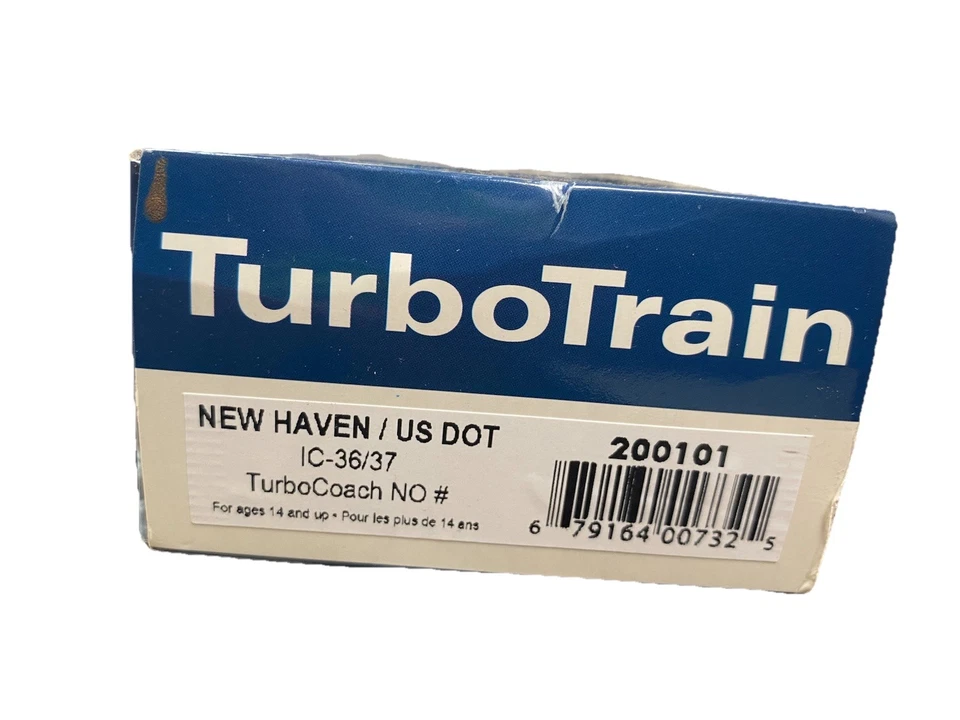 TurboTrain
NEW HAVEN / US DOT
IC-36/37
TurboCoach NO #
For ages 14 and up • Pour les plus de 14 ans
200101
6 79164 00732 5